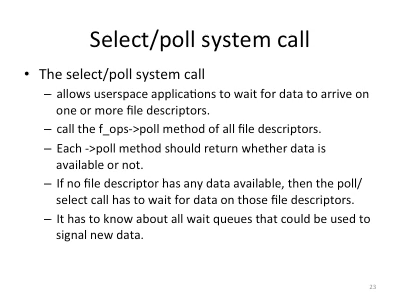 Select/poll system call
• The select/poll system call
– allows userspace applications to wait for data to arrive on
one or more file descriptors.
– call the f_ops->poll method of all file descriptors.
– Each ->poll method should return whether data is
available or not.
– If no file descriptor has any data available, then the poll/
select call has to wait for data on those file descriptors.
– It has to know about all wait queues that could be used to
signal new data.
23